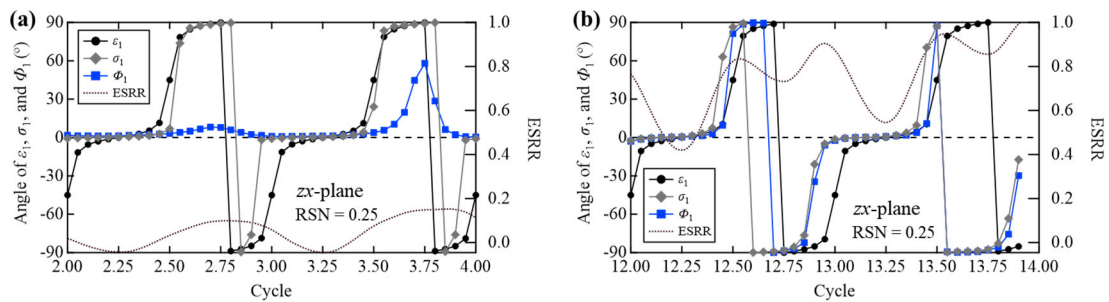 (a)
Angle of ε1, σ1, and Φ1 (°)
90
60
30
0
-30
-60
-90
ε1
σ1
Φ1
ESRR
zx-plane
RSN = 0.25
1.0
0.8
0.6
0.4
0.2
0.0
ESRR
2.00 2.25 2.50 2.75 3.00 3.25 3.50 3.75 4.00
Cycle
(b)
Angle of ε1, σ1, and Φ1 (°)
90
60
30
0
-30
-60
-90
ε1
σ1
Φ1
ESRR
zx-plane
RSN = 0.25
1.0
0.8
0.6
0.4
0.2
0.0
ESRR
12.00 12.25 12.50 12.75 13.00 13.25 13.50 13.75 14.00
Cycle